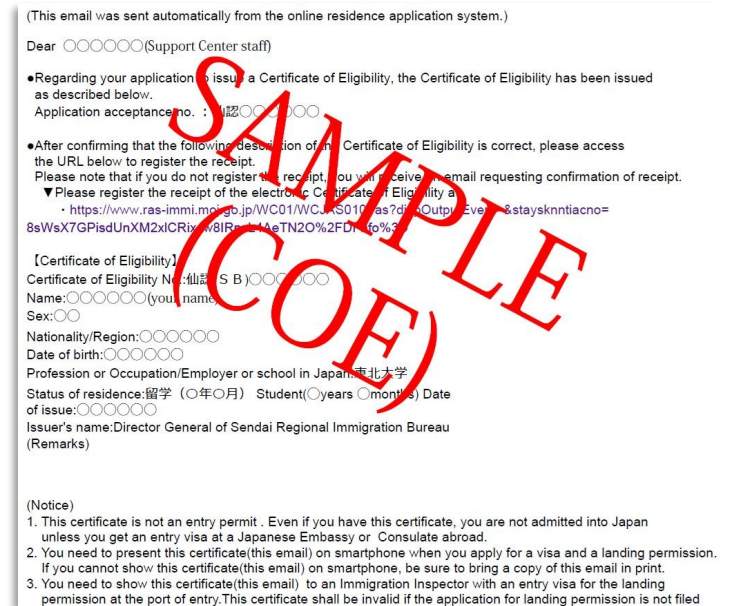 (This email was sent automatically from the online residence application system.)
Dear ○○○○○○(Support Center staff)
●Regarding your application to issue a Certificate of Eligibility, the Certificate of Eligibility has been issued
as described below.
Application acceptance no. : 仙認○○○○○○
●After confirming that the following description of the Certificate of Eligibility is correct, please access
the URL below to register the receipt.
Please note that if you do not register the receipt, you will receive an email requesting confirmation of receipt.
▼Please register the receipt of the electronic Certificate of Eligibility at
・https://www.ras-immi.moj.go.jp/WC01/
【Certificate of Eligibility】
Certificate of Eligibility No.:仙認(ＳＢ)○○○○○○
Name:○○○○○○(your name)
Sex:○○
Nationality/Region:○○○○○○
Date of birth:○○○○○○
Profession or Occupation/Employer or school in Japan:東北大学
Status of residence:留学 (○年○月) Student(○years ○months) Date
of issue:○○○○○○
Issuer's name:Director General of Sendai Regional Immigration Bureau
(Remarks)
SAMPLE
(COE)
(Notice)
1. This certificate is not an entry permit . Even if you have this certificate, you are not admitted into Japan
unless you get an entry visa at a Japanese Embassy or Consulate abroad.
2. You need to present this certificate(this email) on smartphone when you apply for a visa and a landing permission.
If you cannot show this certificate(this email) on smartphone, be sure to bring a copy of this email in print.
3. You need to show this certificate(this email) to an Immigration Inspector with an entry visa for the landing
permission at the port of entry.This certificate shall be invalid if the application for landing permission is not filed